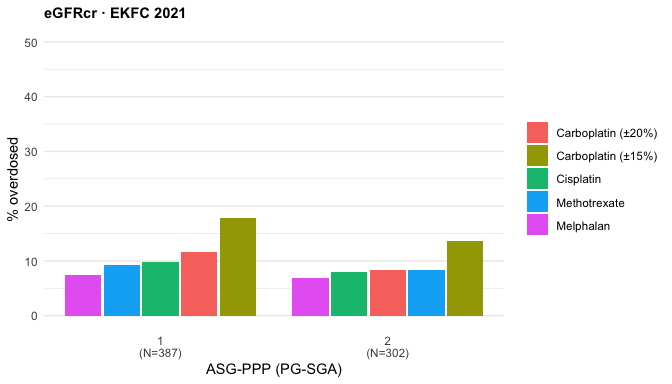 eGFRcr · EKFC 2021
50
40
30
20
10
0
% overdosed
1
(N=387)
2
(N=302)
ASG-PPP (PG-SGA)
Carboplatin (±20%)
Carboplatin (±15%)
Cisplatin
Methotrexate
Melphalan